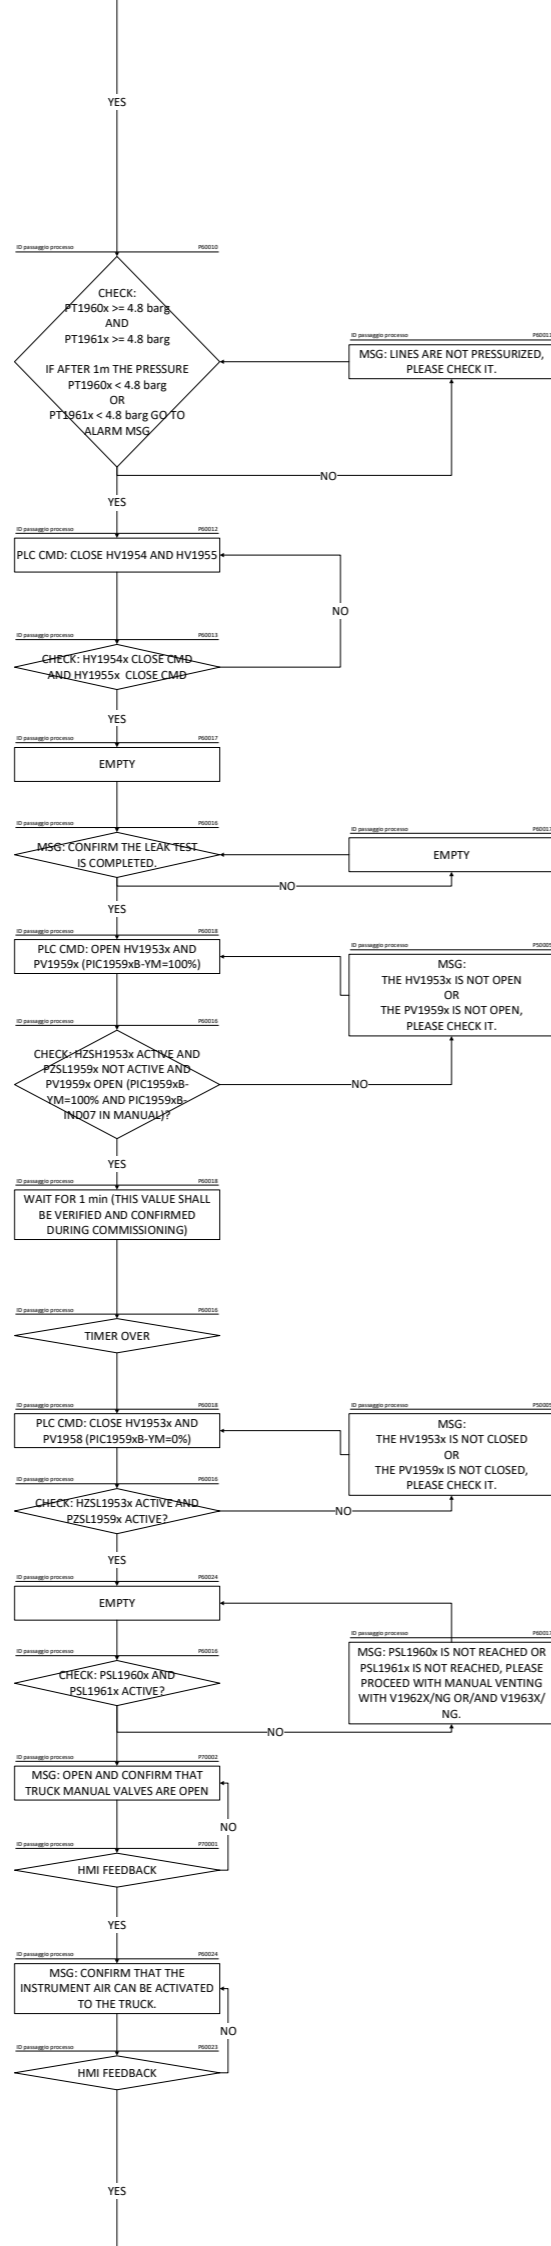 YES
ID passaggio processo P60010
CHECK:
PT1960x >= 4.8 barg
AND
PT1961x >= 4.8 barg
IF AFTER 1m THE PRESSURE
PT1960x < 4.8 barg
OR
PT1961x < 4.8 barg GO TO
ALARM MSG
ID passaggio processo P60011
MSG: LINES ARE NOT PRESSURIZED,
PLEASE CHECK IT.
NO
YES
ID passaggio processo P60012
PLC CMD: CLOSE HV1954 AND HV1955
NO
ID passaggio processo P60013
CHECK: HY1954x CLOSE CMD
AND HY1955x CLOSE CMD
YES
ID passaggio processo P60017
EMPTY
ID passaggio processo P60016
MSG: CONFIRM THE LEAK TEST
IS COMPLETED.
ID passaggio processo P60017
EMPTY
NO
YES
ID passaggio processo P60018
PLC CMD: OPEN HV1953x AND
PV1959x (PIC1959xB-YM=100%)
ID passaggio processo P50005
MSG:
THE HV1953x IS NOT OPEN
OR
THE PV1959x IS NOT OPEN,
PLEASE CHECK IT.
ID passaggio processo P60016
CHECK: HZSH1953x ACTIVE AND
PZSL1959x NOT ACTIVE AND
PV1959x OPEN (PIC1959xB-
YM=100% AND PIC1959xB-
IND07 IN MANUAL)?
NO
YES
ID passaggio processo P60018
WAIT FOR 1 min (THIS VALUE SHALL
BE VERIFIED AND CONFIRMED
DURING COMMISSIONING)
ID passaggio processo P60016
TIMER OVER
ID passaggio processo P60018
PLC CMD: CLOSE HV1953x AND
PV1958 (PIC1959xB-YM=0%)
ID passaggio processo P50005
MSG:
THE HV1953x IS NOT CLOSED
OR
THE PV1959x IS NOT CLOSED,
PLEASE CHECK IT.
ID passaggio processo P60016
CHECK: HZSL1953x ACTIVE AND
PZSL1959x ACTIVE?
NO
YES
ID passaggio processo P60024
EMPTY
ID passaggio processo P60017
MSG: PSL1960x IS NOT REACHED OR
PSL1961x IS NOT REACHED, PLEASE
PROCEED WITH MANUAL VENTING
WITH V1962X/NG OR/AND V1963X/
NG.
ID passaggio processo P60016
CHECK: PSL1960x AND
PSL1961x ACTIVE?
NO
ID passaggio processo P70002
MSG: OPEN AND CONFIRM THAT
TRUCK MANUAL VALVES ARE OPEN
NO
ID passaggio processo P70001
HMI FEEDBACK
YES
ID passaggio processo P60024
MSG: CONFIRM THAT THE
INSTRUMENT AIR CAN BE ACTIVATED
TO THE TRUCK.
NO
ID passaggio processo P60023
HMI FEEDBACK
YES